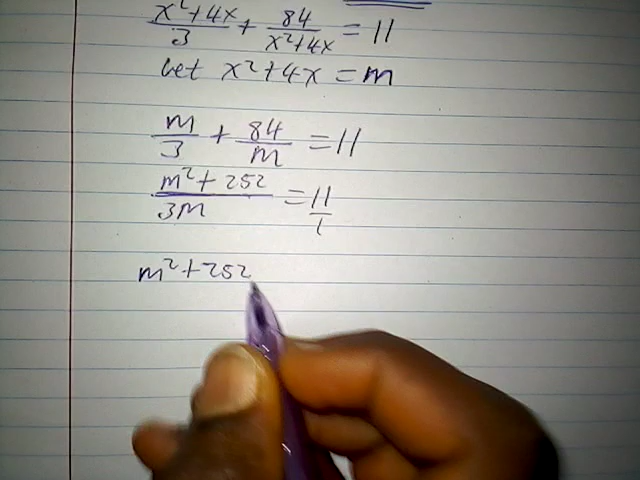 x²+4x/3 + 84/x²+4x = 11
let x²+4x = m
m/3 + 84/m = 11
m²+252/3m = 11/1
m²+252